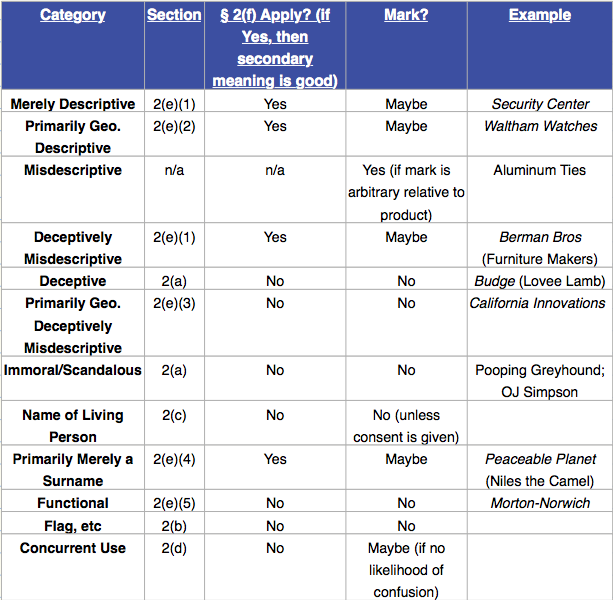 Category Section § 2(f) Apply? (if Yes, then secondary meaning is good) Mark? Example
Merely Descriptive 2(e)(1) Yes Maybe Security Center
Primarily Geo. Descriptive 2(e)(2) Yes Maybe Waltham Watches
Misdescriptive n/a n/a Yes (if mark is arbitrary relative to product) Aluminum Ties
Deceptively Misdescriptive 2(e)(1) Yes Maybe Berman Bros (Furniture Makers)
Deceptive 2(a) No No Budge (Lovee Lamb)
Primarily Geo. Deceptively Misdescriptive 2(e)(3) No No California Innovations
Immoral/Scandalous 2(a) No No Pooping Greyhound; OJ Simpson
Name of Living Person 2(c) No No (unless consent is given)
Primarily Merely a Surname 2(e)(4) Yes Maybe Peaceable Planet (Niles the Camel)
Functional 2(e)(5) No No Morton-Norwich
Flag, etc 2(b) No No
Concurrent Use 2(d) No Maybe (if no likelihood of confusion)